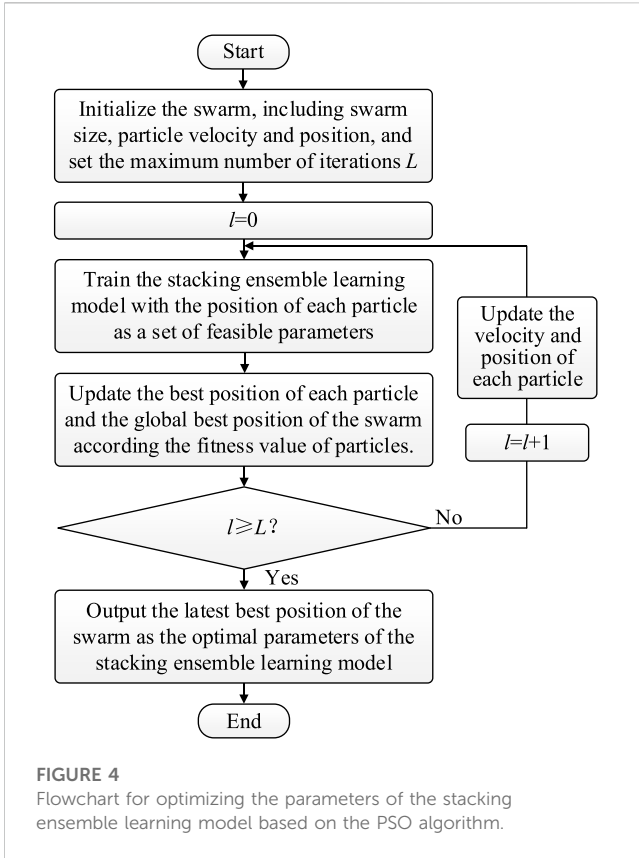 Start
Initialize the swarm, including swarm
size, particle velocity and position, and
set the maximum number of iterations L
l=0
Train the stacking ensemble learning
model with the position of each particle
as a set of feasible parameters
Update the
velocity and
position of
each particle
Update the best position of each particle
and the global best position of the swarm
according the fitness value of particles.
l=l+1
l⩾L?
No
Yes
Output the latest best position of the
swarm as the optimal parameters of the
stacking ensemble learning model
End
FIGURE 4
Flowchart for optimizing the parameters of the stacking
ensemble learning model based on the PSO algorithm.